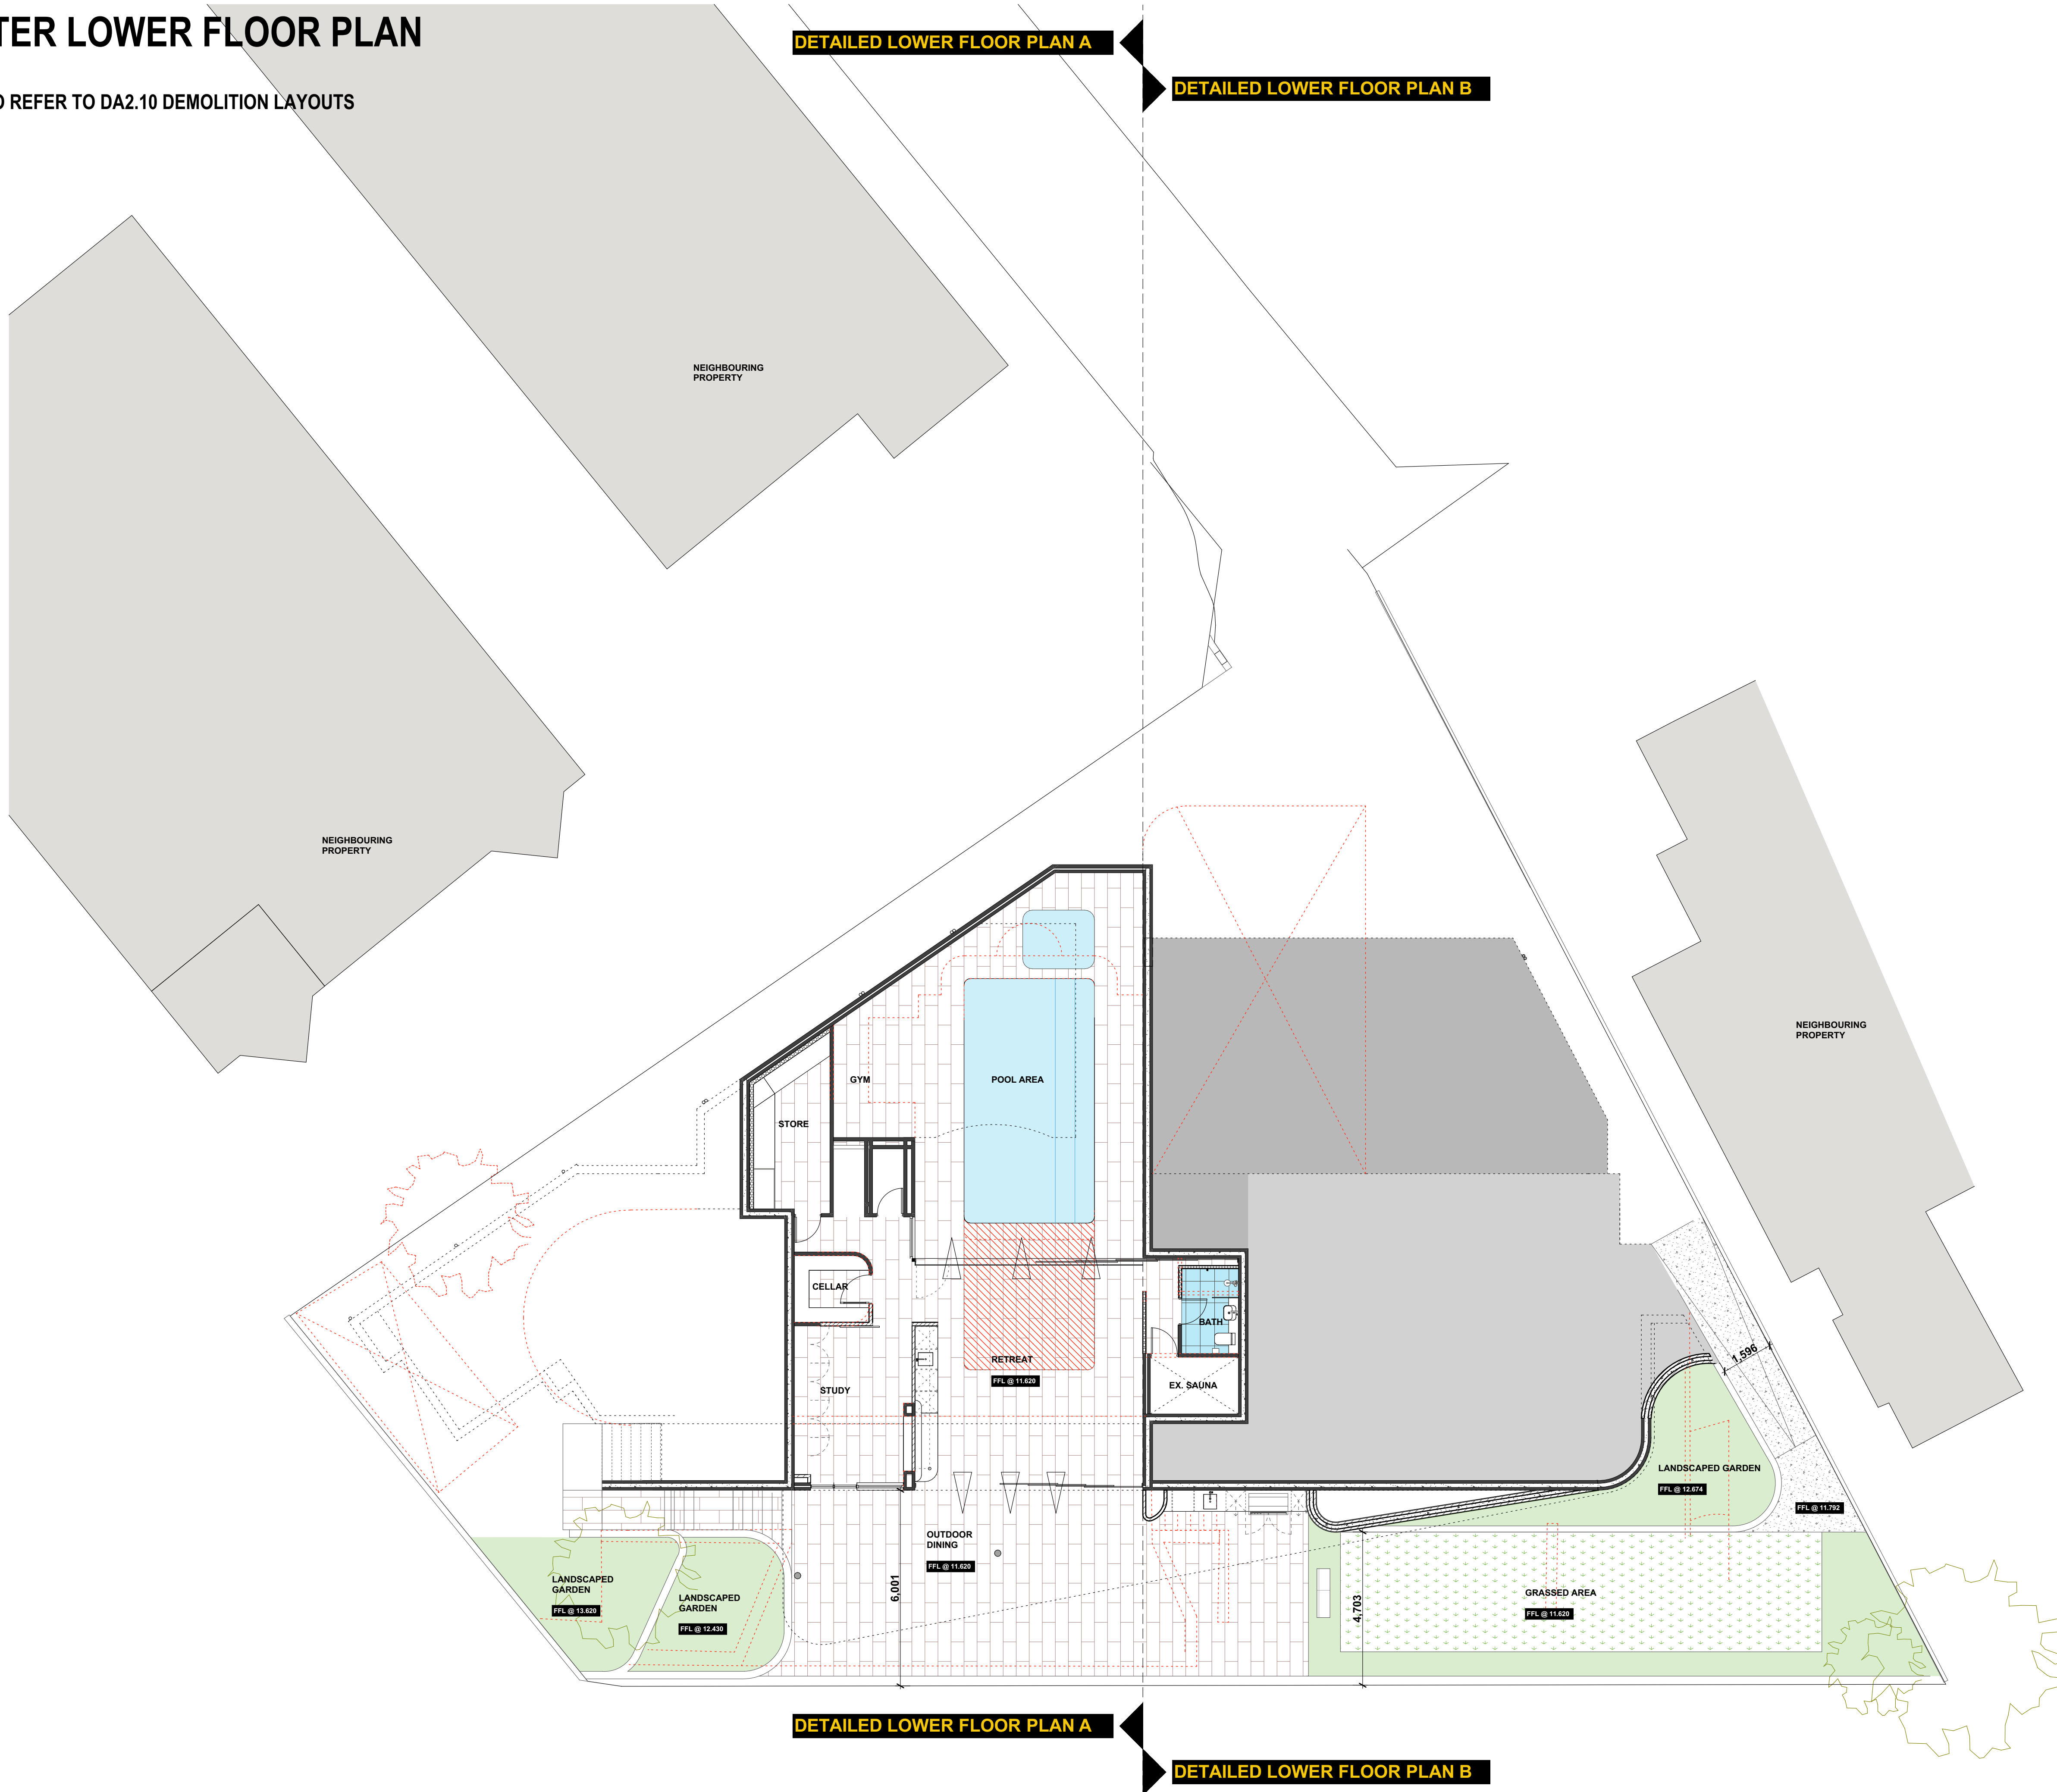 TER LOWER FLOOR PLAN
REFER TO DA2.10 DEMOLITION LAYOUTS
DETAILED LOWER FLOOR PLAN A
DETAILED LOWER FLOOR PLAN B
NEIGHBOURING
PROPERTY
NEIGHBOURING
PROPERTY
NEIGHBOURING
PROPERTY
GYM
POOL AREA
STORE
CELLAR
BATH
RETREAT
FFL @ 11.620
STUDY
EX. SAUNA
1,596
LANDSCAPED GARDEN
FFL @ 12.674
FFL @ 11.792
OUTDOOR
DINING
FFL @ 11.620
6,001
4,703
LANDSCAPED
GARDEN
FFL @ 13.620
LANDSCAPED
GARDEN
FFL @ 12.430
GRASSED AREA
FFL @ 11.620
DETAILED LOWER FLOOR PLAN A
DETAILED LOWER FLOOR PLAN B